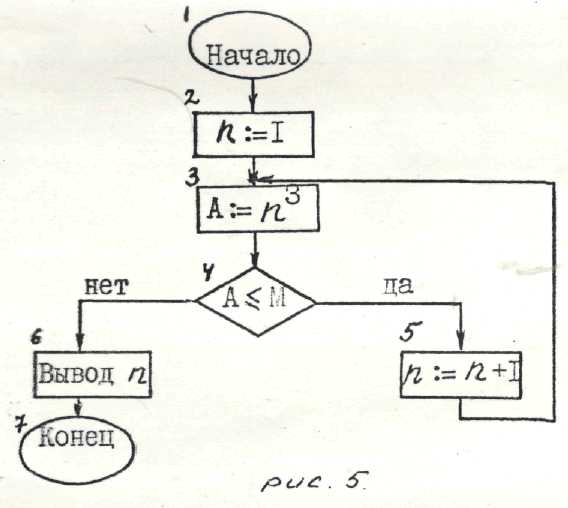 1
Начало
2
n := I
3
A := n³
4
A ⩽ M
нет
да
5
n := n+I
6
Вывод n
7
Конец
рис. 5.